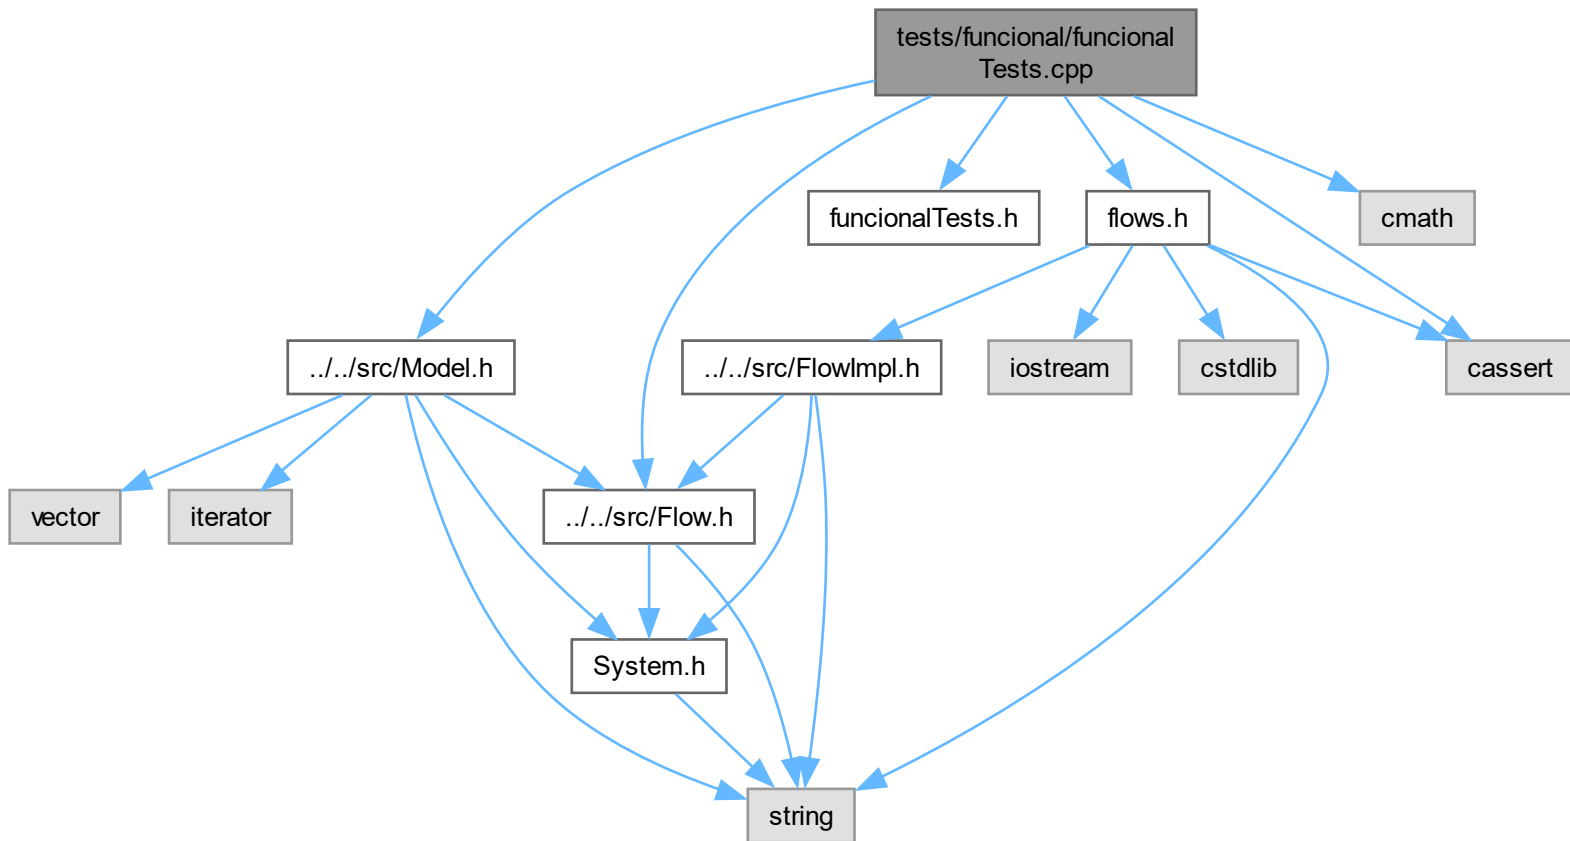 tests/funcional/funcional
Tests.cpp
funcionalTests.h
flows.h
cmath
../../src/Model.h
../../src/FlowImpl.h
iostream
cstdlib
cassert
vector
iterator
../../src/Flow.h
System.h
string